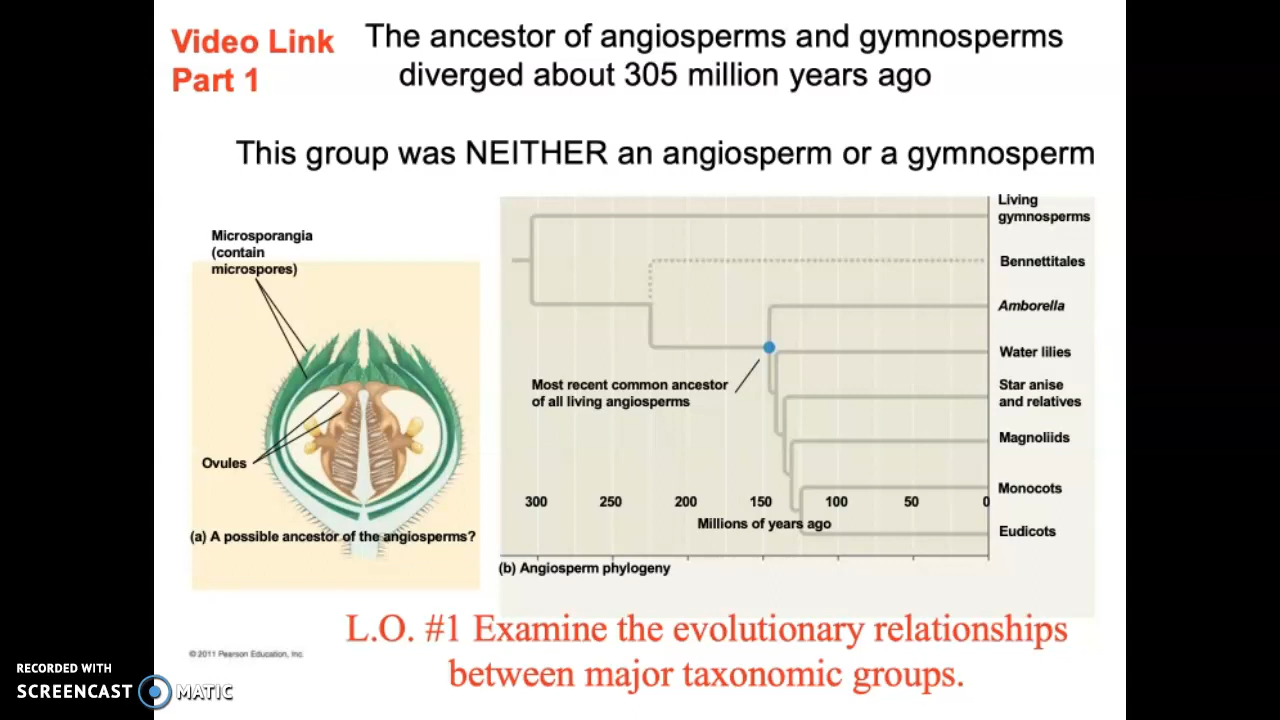 Video Link
Part 1
The ancestor of angiosperms and gymnosperms
diverged about 305 million years ago
This group was NEITHER an angiosperm or a gymnosperm
Microsporangia
(contain
microspores)
Ovules
(a) A possible ancestor of the angiosperms?
Living
gymnosperms
Bennettitales
Amborella
Water lilies
Star anise
and relatives
Magnoliids
Monocots
Eudicots
Most recent common ancestor
of all living angiosperms
300 250 200 150 100 50 0
Millions of years ago
(b) Angiosperm phylogeny
L.O. #1 Examine the evolutionary relationships
between major taxonomic groups.
© 2011 Pearson Education, Inc.
RECORDED WITH
SCREENCAST MATIC